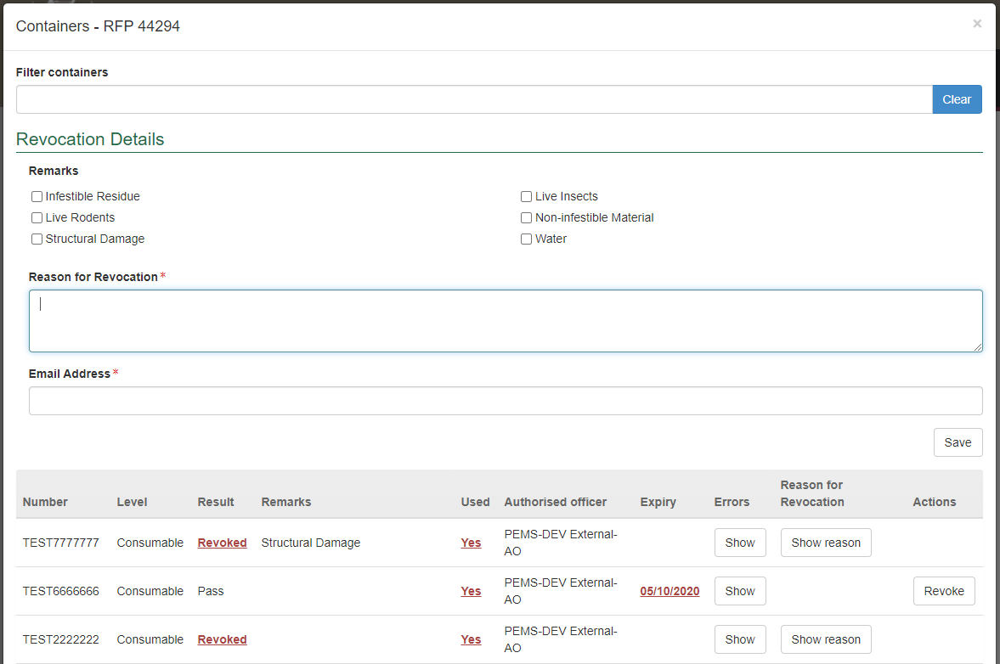 Containers - RFP 44294
×
Filter containers
Clear
Revocation Details
Remarks
Infestible Residue
Live Insects
Live Rodents
Non-infestible Material
Structural Damage
Water
Reason for Revocation *
Email Address *
Save
Number Level Result Remarks Used Authorised officer Expiry Errors Reason for Revocation Actions
TEST7777777 Consumable Revoked Structural Damage Yes PEMS-DEV External-AO Show Show reason
TEST6666666 Consumable Pass Yes PEMS-DEV External-AO 05/10/2020 Show Revoke
TEST2222222 Consumable Revoked Yes PEMS-DEV External-AO Show Show reason